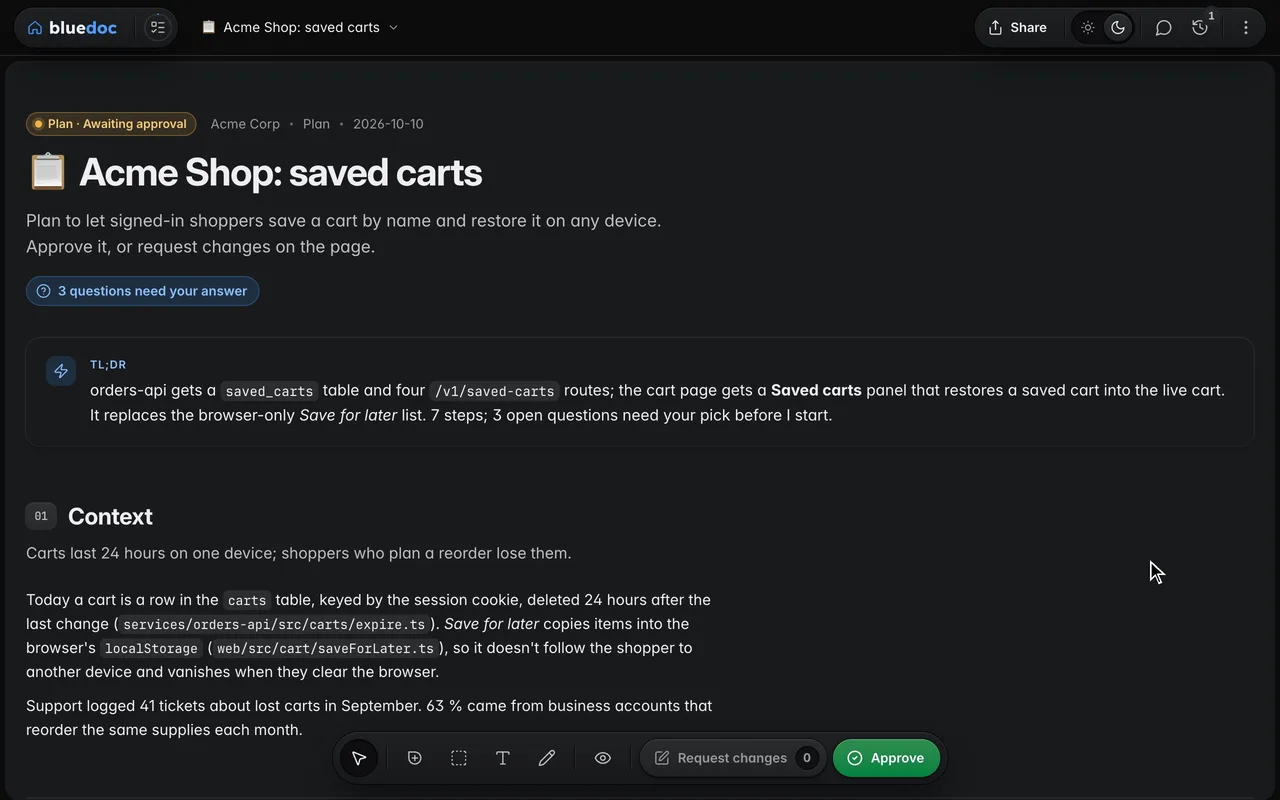 bluedoc
Acme Shop: saved carts
Share
1
Plan · Awaiting approval
Acme Corp • Plan • 2026-10-10
Acme Shop: saved carts
Plan to let signed-in shoppers save a cart by name and restore it on any device.
Approve it, or request changes on the page.
3 questions need your answer
TL;DR
orders-api gets a saved_carts table and four /v1/saved-carts routes; the cart page gets a Saved carts panel that restores a saved cart into the live cart.
It replaces the browser-only Save for later list. 7 steps; 3 open questions need your pick before I start.
01 Context
Carts last 24 hours on one device; shoppers who plan a reorder lose them.
Today a cart is a row in the carts table, keyed by the session cookie, deleted 24 hours after the
last change (services/orders-api/src/carts/expire.ts). Save for later copies items into the
browser's localStorage (web/src/cart/saveForLater.ts), so it doesn't follow the shopper to
another device and vanishes when they clear the browser.
Support logged 41 tickets about lost carts in September. 63 % came from business accounts that
reorder the same supplies each month.
Request changes 0
Approve